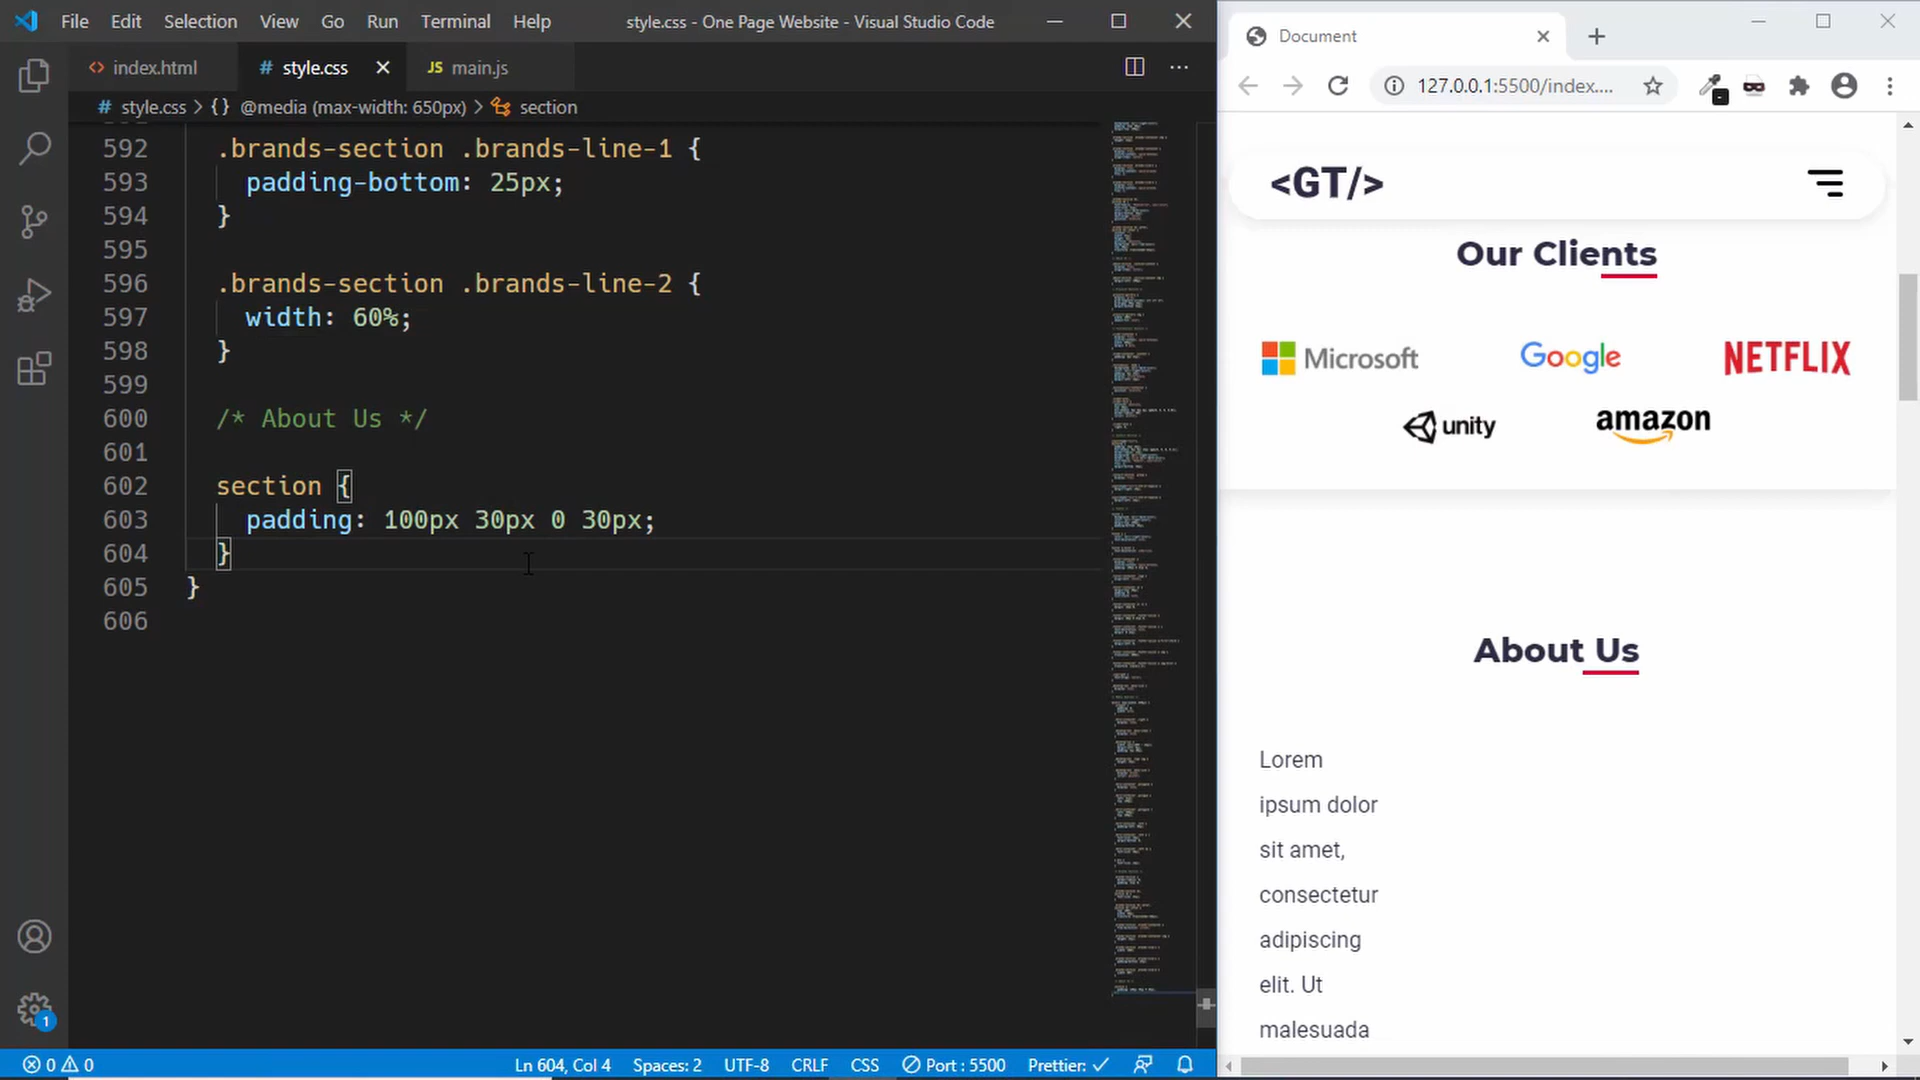 File Edit Selection View Go Run Terminal Help style.css - One Page Website - Visual Studio Code
index.html style.css main.js
style.css @media (max-width: 650px) section
592 .brands-section .brands-line-1 {
593 padding-bottom: 25px;
594 }
595
596 .brands-section .brands-line-2 {
597 width: 60%;
598 }
599
600 /* About Us */
601
602 section {
603 padding: 100px 30px 0 30px;
604 }
605 }
606
1
0 0 Ln 604, Col 4 Spaces: 2 UTF-8 CRLF CSS Port : 5500 Prettier:
Document
127.0.0.1:5500/index....
<GT/>
Our Clients
Microsoft Google NETFLIX
unity amazon
About Us
Lorem
ipsum dolor
sit amet,
consectetur
adipiscing
elit. Ut
malesuada